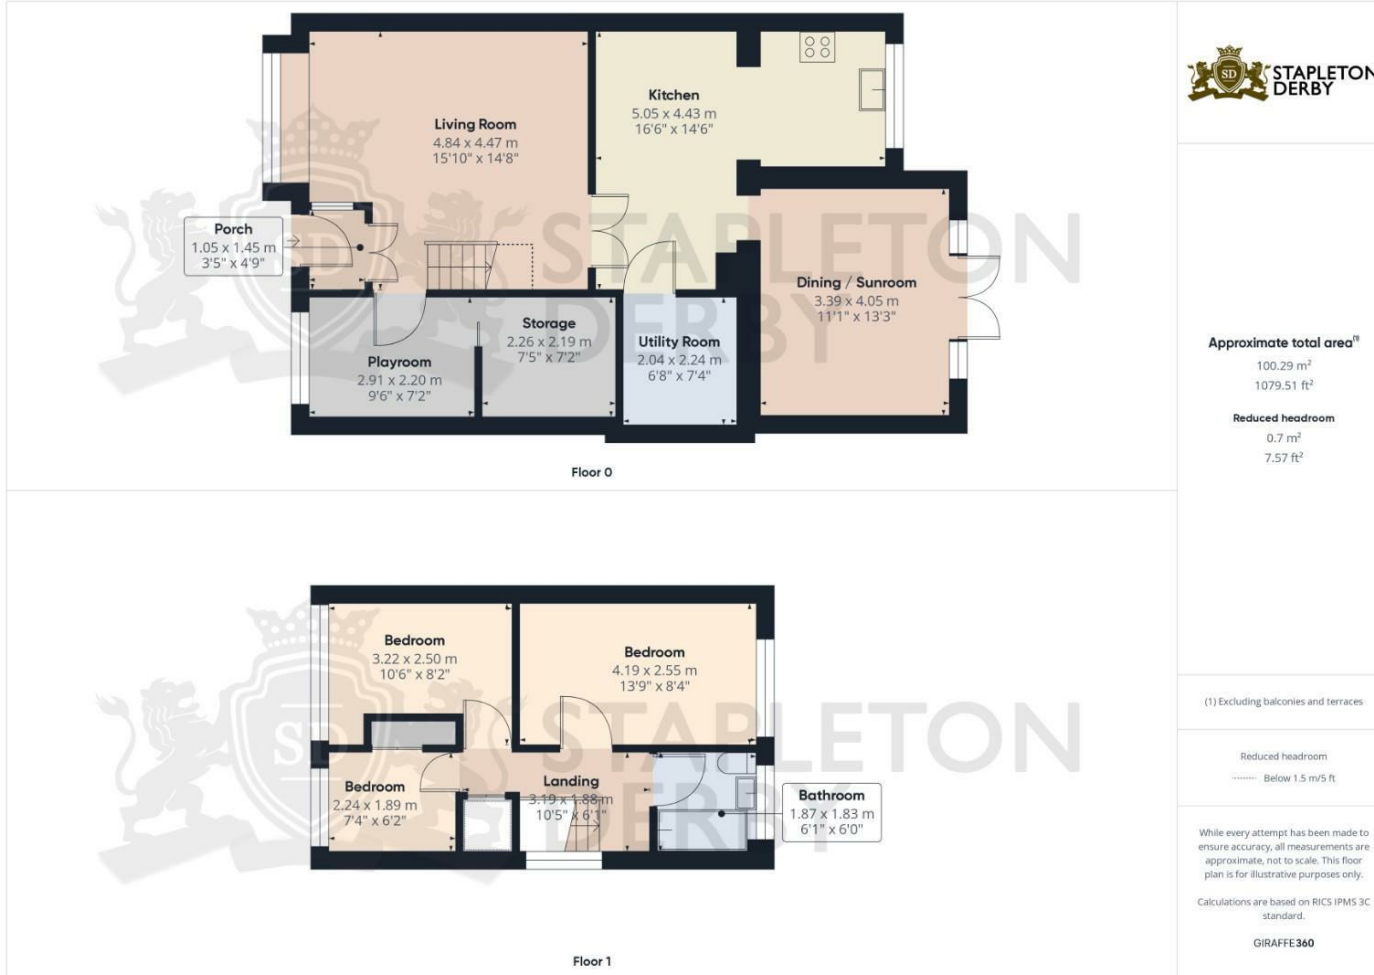 Living Room
4.84 x 4.47 m
15'10" x 14'8"
Kitchen
5.05 x 4.43 m
16'6" x 14'6"
Porch
1.05 x 1.45 m
3'5" x 4'9"
Dining / Sunroom
3.39 x 4.05 m
11'1" x 13'3"
Storage
2.26 x 2.19 m
7'5" x 7'2"
Playroom
2.91 x 2.20 m
9'6" x 7'2"
Utility Room
2.04 x 2.24 m
6'8" x 7'4"
SD
STAPLETON
DERBY
Floor 0
Bedroom
3.22 x 2.50 m
10'6" x 8'2"
Bedroom
4.19 x 2.55 m
13'9" x 8'4"
Bedroom
2.24 x 1.89 m
7'4" x 6'2"
Landing
3.19 x 1.88 m
10'5" x 6'1"
Bathroom
1.87 x 1.83 m
6'1" x 6'0"
SD
STAPLETON
DERBY
Floor 1
SD
STAPLETON
DERBY
Approximate total area(1)
100.29 m²
1079.51 ft²
Reduced headroom
0.7 m²
7.57 ft²
(1) Excluding balconies and terraces
Reduced headroom
Below 1.5 m/5 ft
While every attempt has been made to
ensure accuracy, all measurements are
approximate, not to scale. This floor
plan is for illustrative purposes only.
Calculations are based on RICS IPMS 3C
standard.
GIRAFFE360